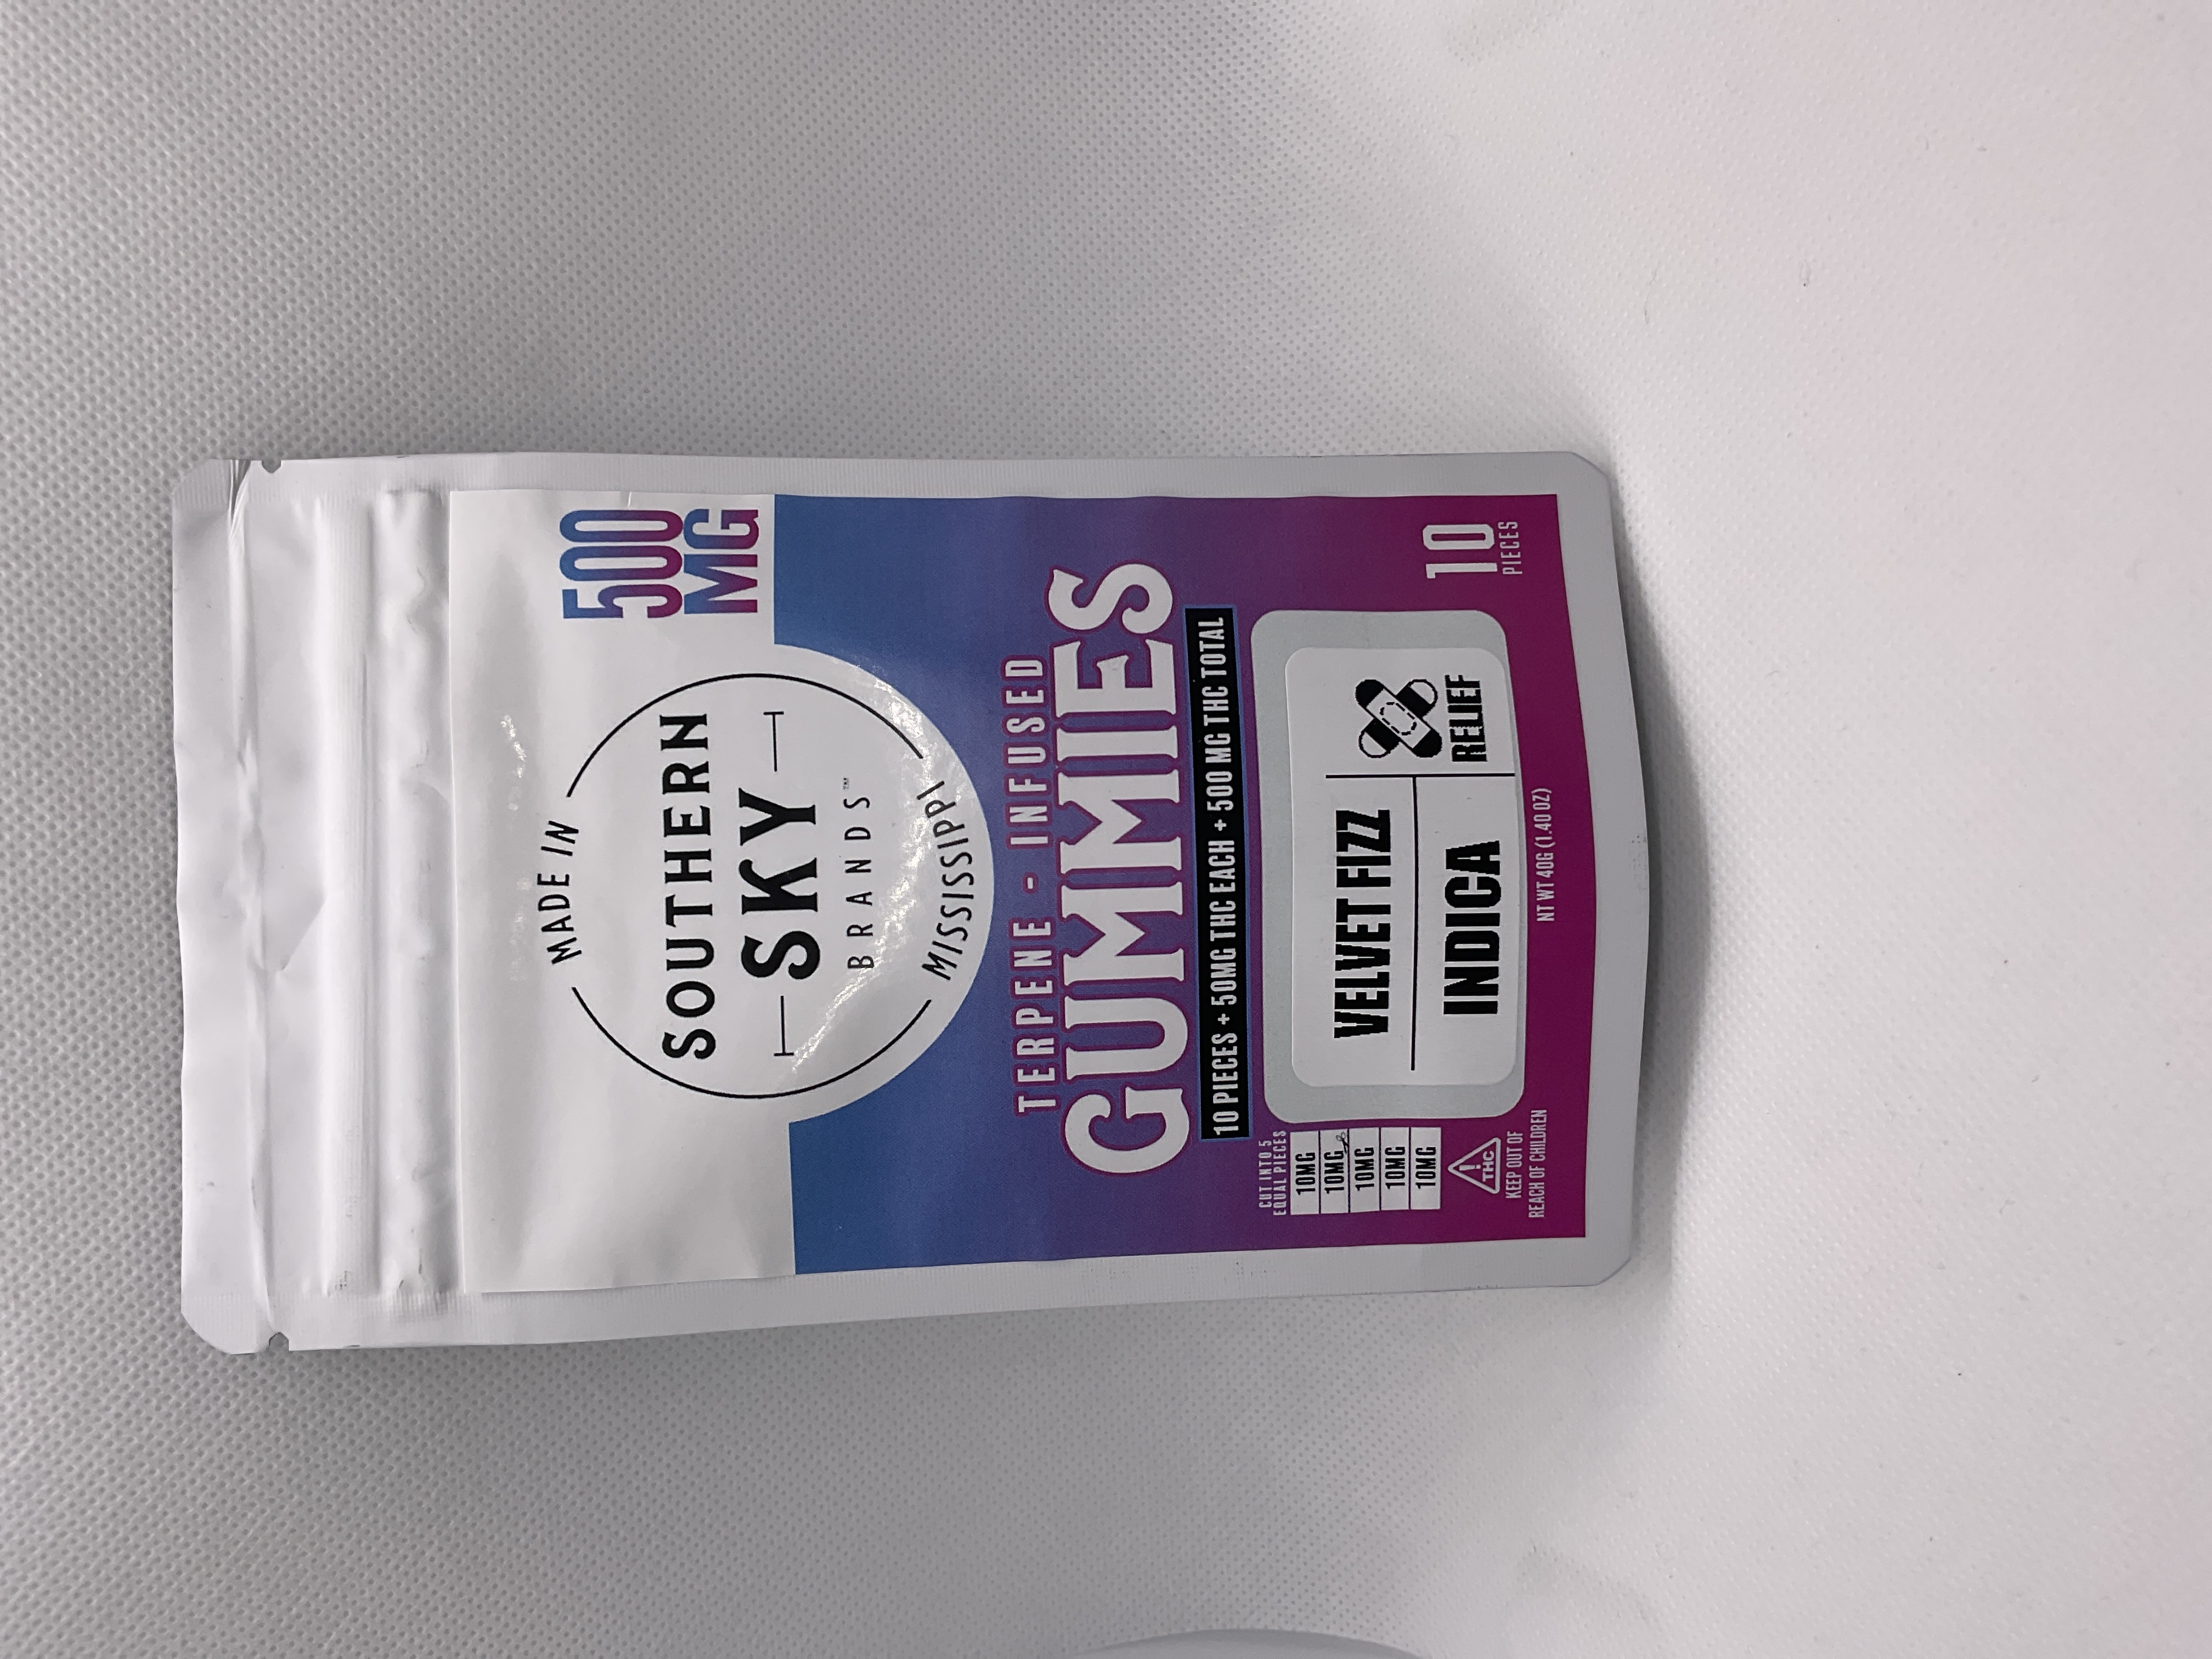 500
MG
MADE IN
SOUTHERN
SKY
BRANDS™
MISSISSIPPI
TERPENE - INFUSED
GUMMIES
10 PIECES + 50MG THC EACH + 500 MG THC TOTAL
CUT INTO 5
EQUAL PIECES
10MG
10MG
10MG
10MG
10MG
THC
KEEP OUT OF
REACH OF CHILDREN
VELVET FIZZ
INDICA
RELIEF
10
PIECES
NT WT 40G (1.40 OZ)